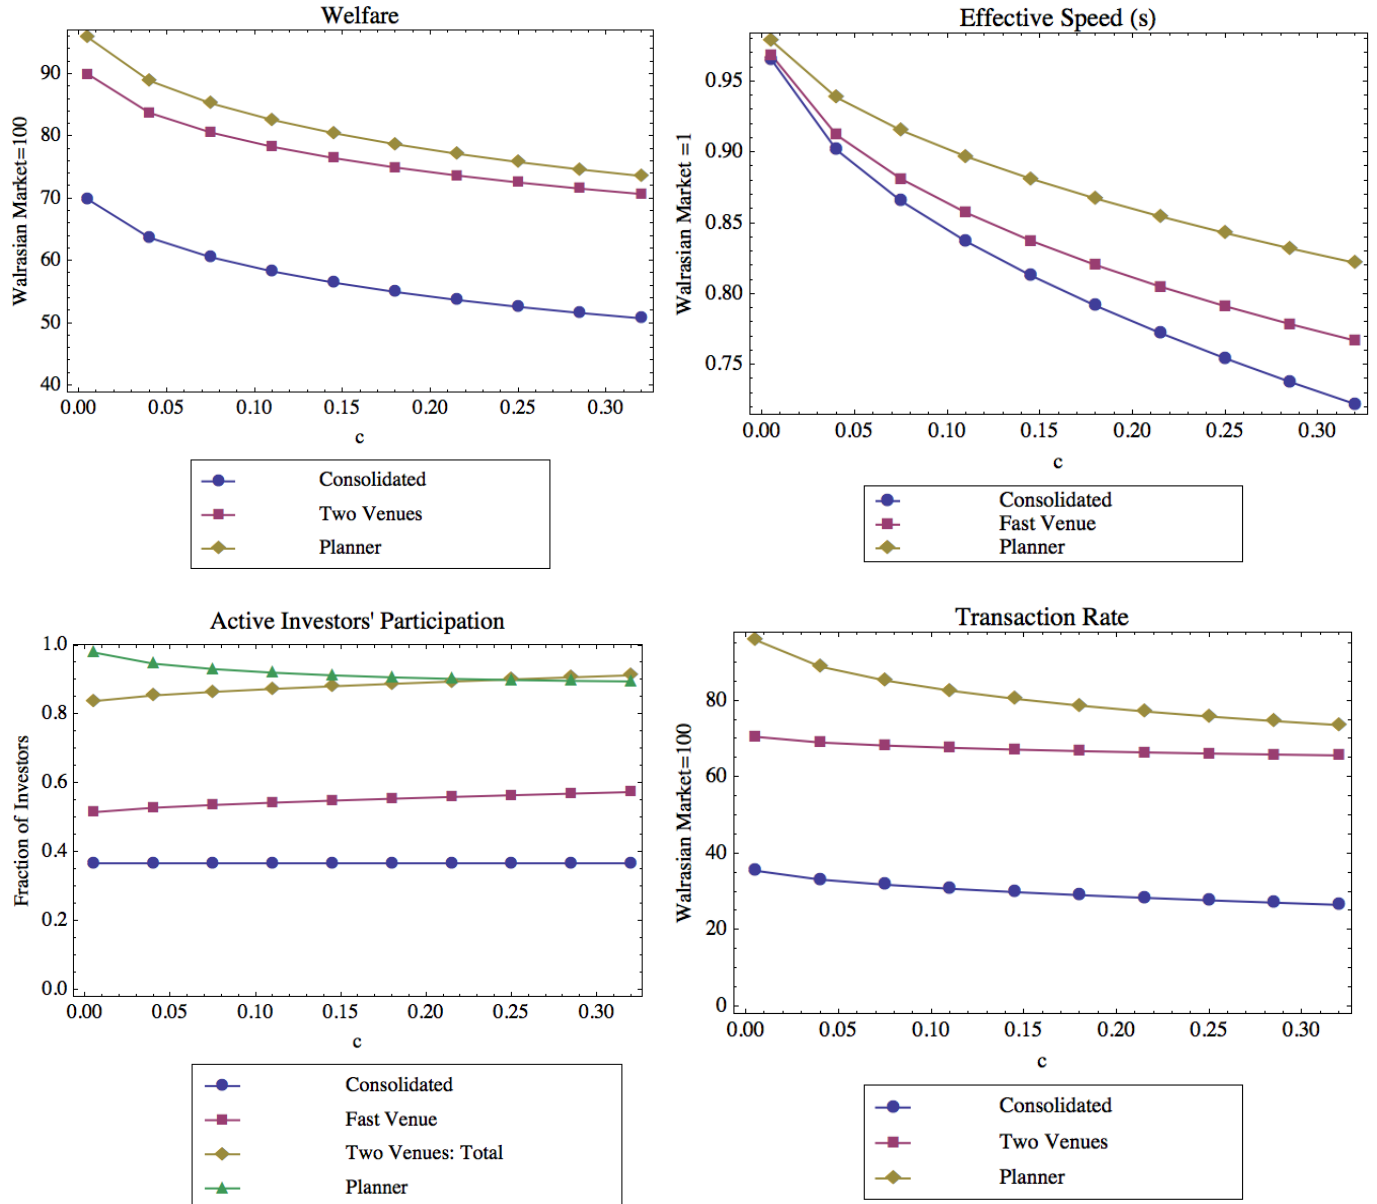 Welfare
Walrasian Market=100
90
80
70
60
50
40
0.00 0.05 0.10 0.15 0.20 0.25 0.30
c
Consolidated
Two Venues
Planner
Effective Speed (s)
Walrasian Market =1
0.95
0.90
0.85
0.80
0.75
0.00 0.05 0.10 0.15 0.20 0.25 0.30
c
Consolidated
Fast Venue
Planner
Active Investors' Participation
Fraction of Investors
1.0
0.8
0.6
0.4
0.2
0.0
0.00 0.05 0.10 0.15 0.20 0.25 0.30
c
Consolidated
Fast Venue
Two Venues: Total
Planner
Transaction Rate
Walrasian Market=100
80
60
40
20
0
0.00 0.05 0.10 0.15 0.20 0.25 0.30
c
Consolidated
Two Venues
Planner